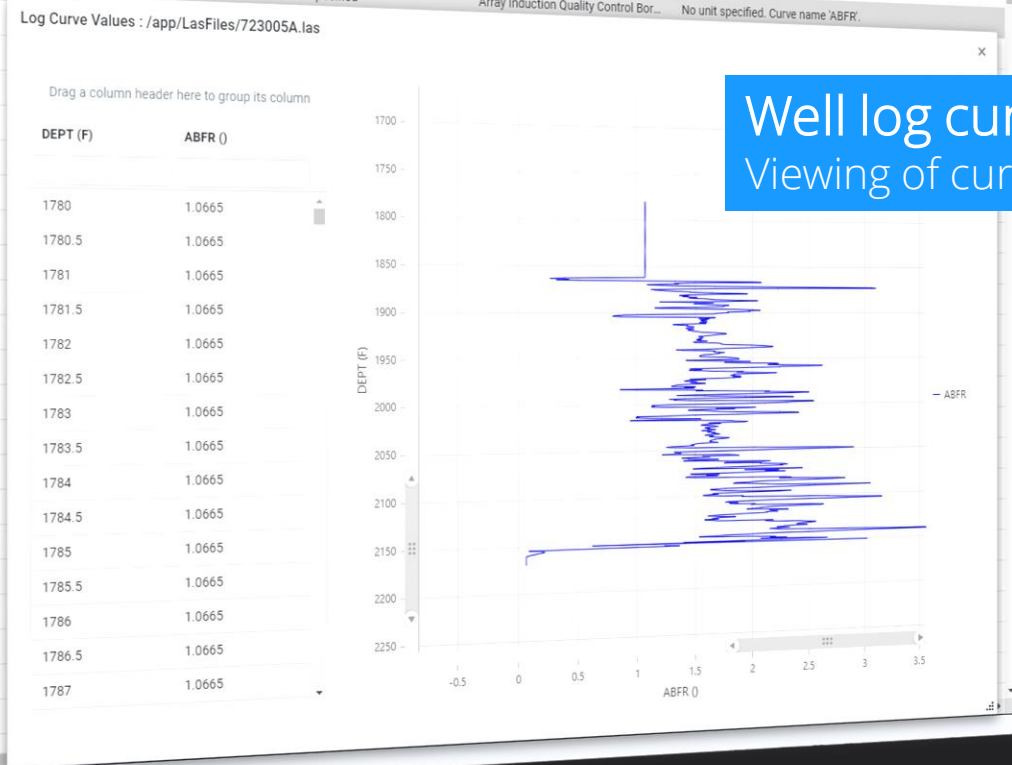 Array Induction Quality Control Bor... No unit specified. Curve name 'ABFR'.
Log Curve Values : /app/LasFiles/723005A.las
×
Well log cur
Viewing of cur
Drag a column header here to group its column
DEPT (F) ABFR ()
1780 1.0665
1780.5 1.0665
1781 1.0665
1781.5 1.0665
1782 1.0665
1782.5 1.0665
1783 1.0665
1783.5 1.0665
1784 1.0665
1784.5 1.0665
1785 1.0665
1785.5 1.0665
1786 1.0665
1786.5 1.0665
1787 1.0665
DEPT (F)
1700
1750
1800
1850
1900
1950
2000
2050
2100
2150
2200
2250
-0.5 0 0.5 1 1.5 2 2.5 3 3.5
ABFR ()
ABFR